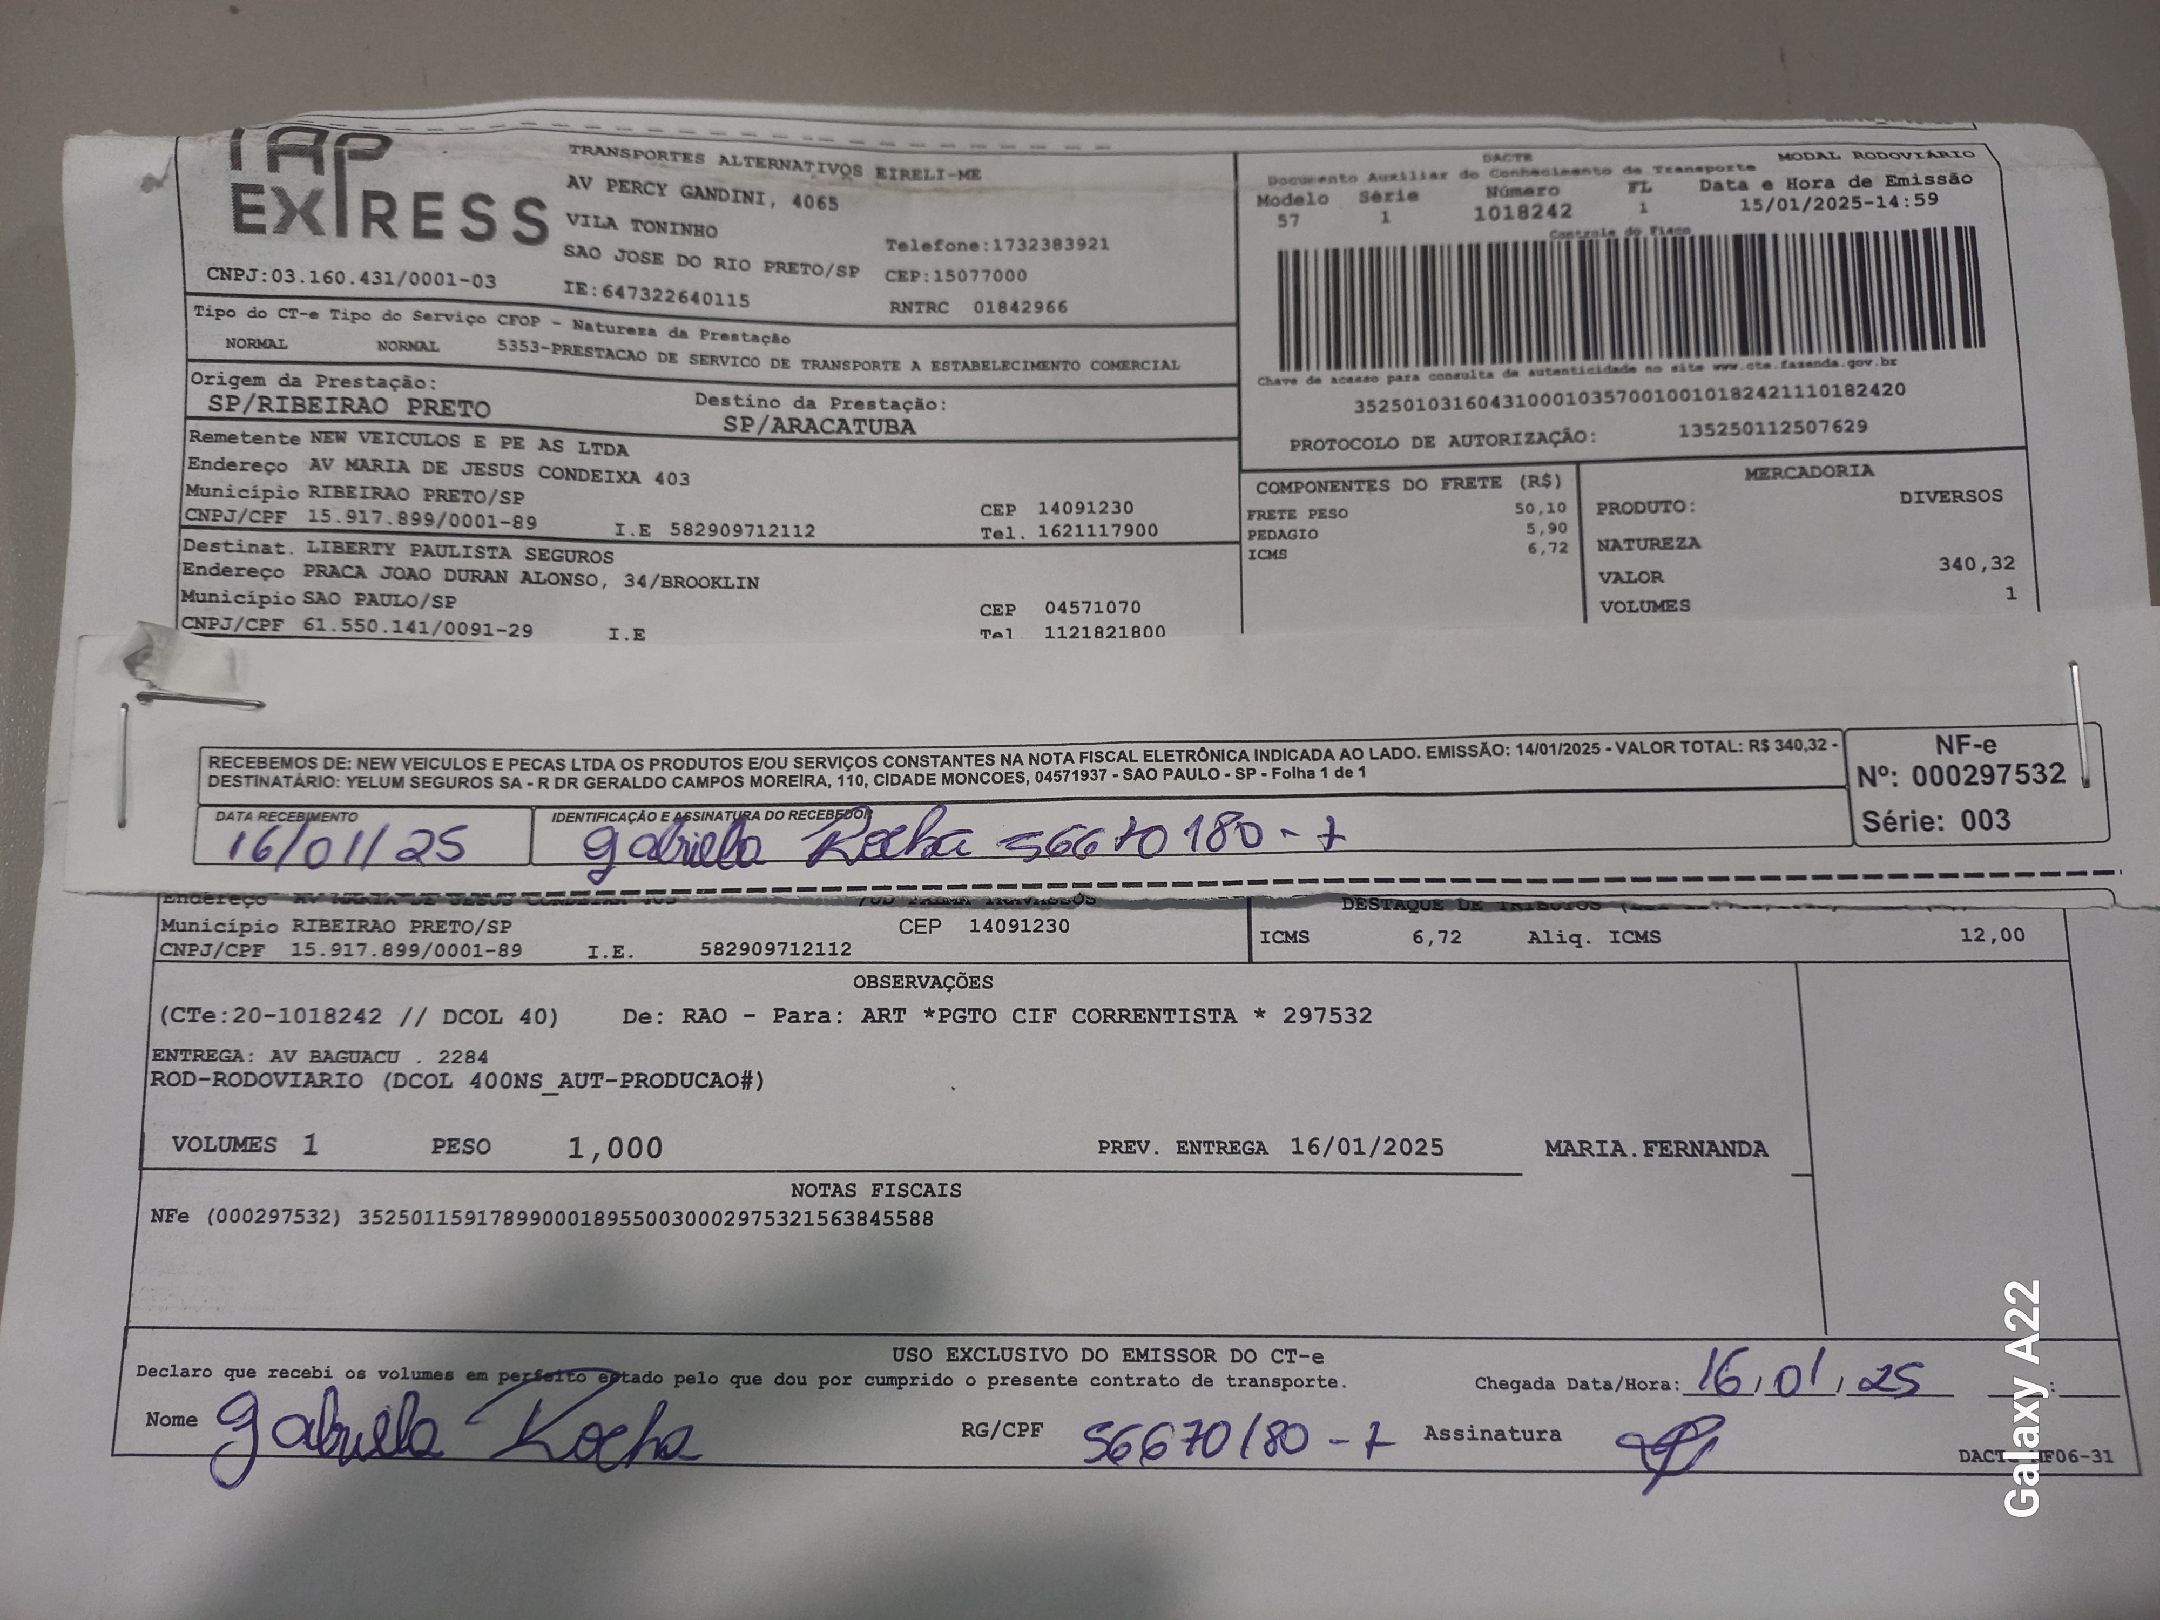 TAP
EXPRESS
TRANSPORTES ALTERNATIVOS EIRELI-ME
AV PERCY GANDINI, 4065
VILA TONINHO
SAO JOSE DO RIO PRETO/SP
IE:647322640115
Telefone:1732383921
CEP:15077000
RNTRC 01842966
CNPJ:03.160.431/0001-03
DACTE
MODAL RODOVIÁRIO
Documento Auxiliar do Conhecimento de Transporte
Modelo Série Número FL Data e Hora de Emissão
57 1 1018242 1 15/01/2025-14:59
Controle do Fisco
Chave de acesso para consulta de autenticidade no site www.cte.fazenda.gov.br
35250103160431000103570010010182421110182420
PROTOCOLO DE AUTORIZAÇÃO: 135250112507629
Tipo do CT-e Tipo do Serviço CFOP - Natureza da Prestação
NORMAL NORMAL 5353-PRESTACAO DE SERVICO DE TRANSPORTE A ESTABELECIMENTO COMERCIAL
Origem da Prestação: Destino da Prestação:
SP/RIBEIRAO PRETO SP/ARACATUBA
Remetente NEW VEICULOS E PE AS LTDA
Endereço AV MARIA DE JESUS CONDEIXA 403
Município RIBEIRAO PRETO/SP CEP 14091230
CNPJ/CPF 15.917.899/0001-89 I.E 582909712112 Tel. 1621117900
Destinat. LIBERTY PAULISTA SEGUROS
Endereço PRACA JOAO DURAN ALONSO, 34/BROOKLIN
Município SAO PAULO/SP CEP 04571070
CNPJ/CPF 61.550.141/0091-29 I.E Tel 1121821800
COMPONENTES DO FRETE (R$)
FRETE PESO 50,10
PEDAGIO 5,90
ICMS 6,72
MERCADORIA
PRODUTO: DIVERSOS
NATUREZA
VALOR 340,32
VOLUMES 1
RECEBEMOS DE: NEW VEICULOS E PECAS LTDA OS PRODUTOS E/OU SERVIÇOS CONSTANTES NA NOTA FISCAL ELETRÔNICA INDICADA AO LADO. EMISSÃO: 14/01/2025 - VALOR TOTAL: R$ 340,32 -
DESTINATÁRIO: YELUM SEGUROS SA - R DR GERALDO CAMPOS MOREIRA, 110, CIDADE MONCOES, 04571937 - SAO PAULO - SP - Folha 1 de 1
NF-e
Nº: 000297532
Série: 003
DATA RECEBIMENTO
16/01/25
IDENTIFICAÇÃO E ASSINATURA DO RECEBEDOR
Gabriela Rocha 56670180-7
Endereço AV MARIA DE JESUS CONDEIXA 403
Município RIBEIRAO PRETO/SP CEP 14091230
CNPJ/CPF 15.917.899/0001-89 I.E. 582909712112
DESTAQUE DE TRIBUTOS
ICMS 6,72 Aliq. ICMS 12,00
OBSERVAÇÕES
(CTe:20-1018242 // DCOL 40) De: RAO - Para: ART *PGTO CIF CORRENTISTA * 297532
ENTREGA: AV BAGUACU . 2284
ROD-RODOVIARIO (DCOL 400NS_AUT-PRODUCAO#)
VOLUMES 1 PESO 1,000 PREV. ENTREGA 16/01/2025 MARIA.FERNANDA
NOTAS FISCAIS
NFe (000297532) 35250115917899000189550030002975321563845588
USO EXCLUSIVO DO EMISSOR DO CT-e
Declaro que recebi os volumes em perfeito estado pelo que dou por cumprido o presente contrato de transporte.
Chegada Data/Hora: 16/01/25 :
Nome Gabriela Rocha RG/CPF 56670180-7 Assinatura
Galaxy A22